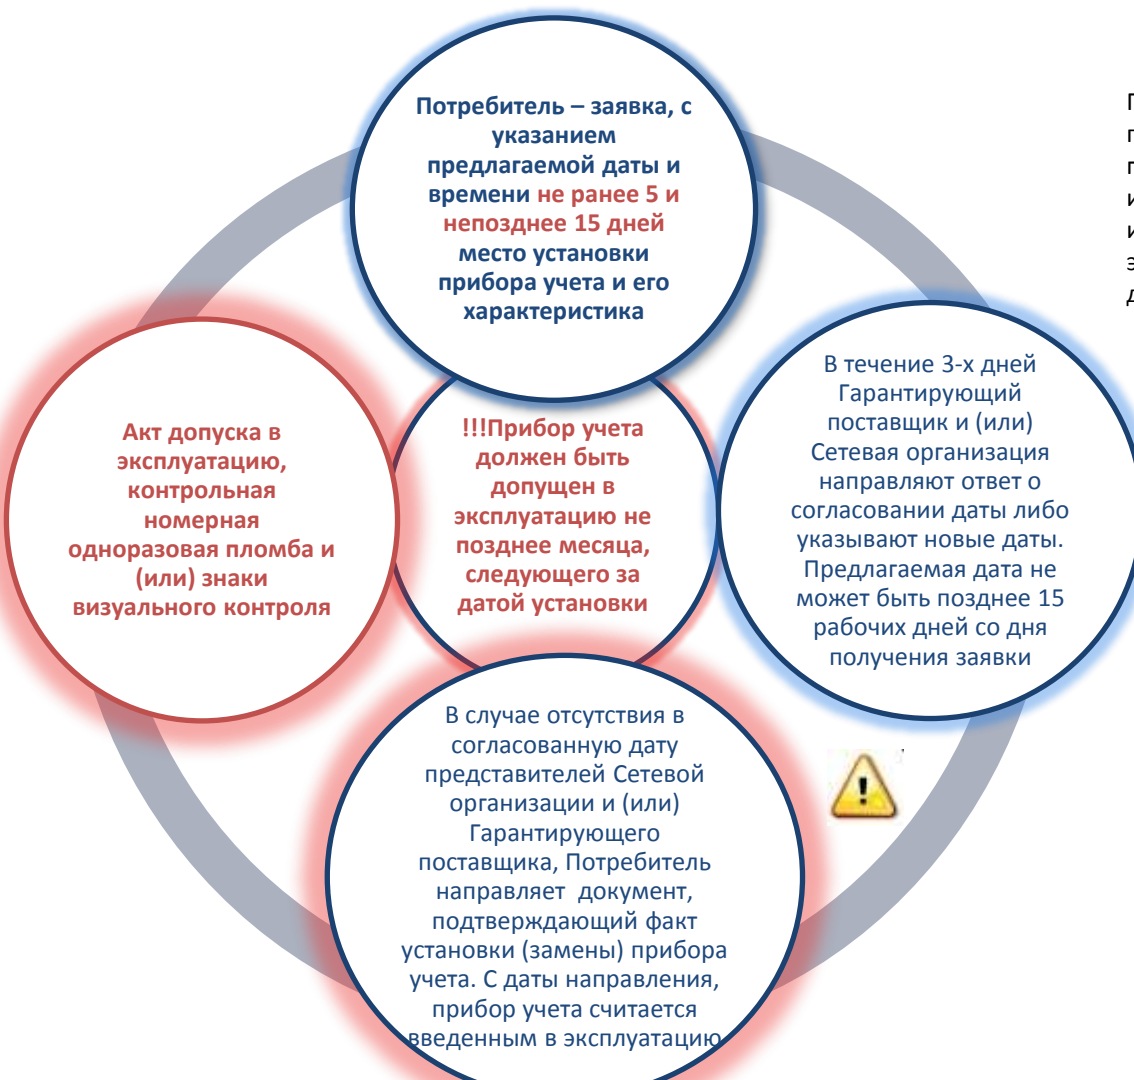 Потребитель – заявка, с
указанием
предлагаемой даты и
времени не ранее 5 и
непозднее 15 дней
место установки
прибора учета и его
характеристика
В течение 3-х дней
Гарантирующий
поставщик и (или)
Сетевая организация
направляют ответ о
согласовании даты либо
указывают новые даты.
Предлагаемая дата не
может быть позднее 15
рабочих дней со дня
получения заявки
!!!Прибор учета
должен быть
допущен в
эксплуатацию не
позднее месяца,
следующего за
датой установки
Акт допуска в
эксплуатацию,
контрольная
номерная
одноразовая пломба и
(или) знаки
визуального контроля
В случае отсутствия в
согласованную дату
представителей Сетевой
организации и (или)
Гарантирующего
поставщика, Потребитель
направляет документ,
подтверждающий факт
установки (замены) прибора
учета. С даты направления,
прибор учета считается
введенным в эксплуатацию